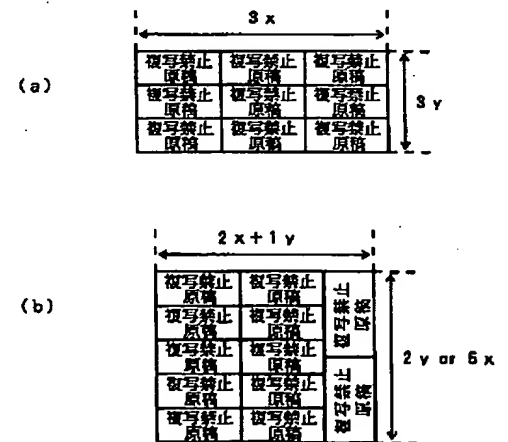 3 x
(a)
複写禁止 複写禁止 複写禁止
原稿 原稿 原稿
複写禁止 複写禁止 複写禁止
原稿 原稿 原稿
複写禁止 複写禁止 複写禁止
原稿 原稿 原稿
3 y
2 x + 1 y
(b)
複写禁止 複写禁止
原稿 原稿
複写禁止 複写禁止
原稿 原稿
複写禁止 複写禁止
原稿 原稿
複写禁止 複写禁止
原稿 原稿
複写禁止 複写禁止
原稿 原稿
複写禁止
原稿
複写禁止
原稿
2 y or 5 x